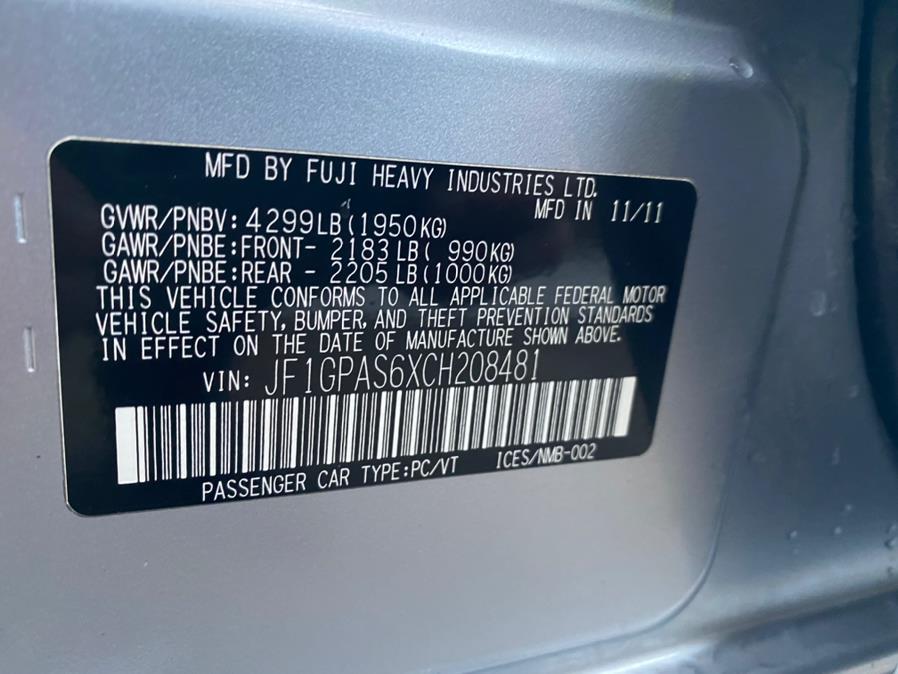 MFD BY FUJI HEAVY INDUSTRIES LTD.
MFD IN 11/11
GVWR/PNBV: 4299LB(1950KG)
GAWR/PNBE:FRONT- 2183LB( 990KG)
GAWR/PNBE:REAR - 2205LB(1000KG)
THIS VEHICLE CONFORMS TO ALL APPLICABLE FEDERAL MOTOR
VEHICLE SAFETY, BUMPER, AND THEFT PREVENTION STANDARDS
IN EFFECT ON THE DATE OF MANUFACTURE SHOWN ABOVE.
VIN: JF1GPAS6XCH208481
PASSENGER CAR TYPE:PC/VT ICES/NMB-002